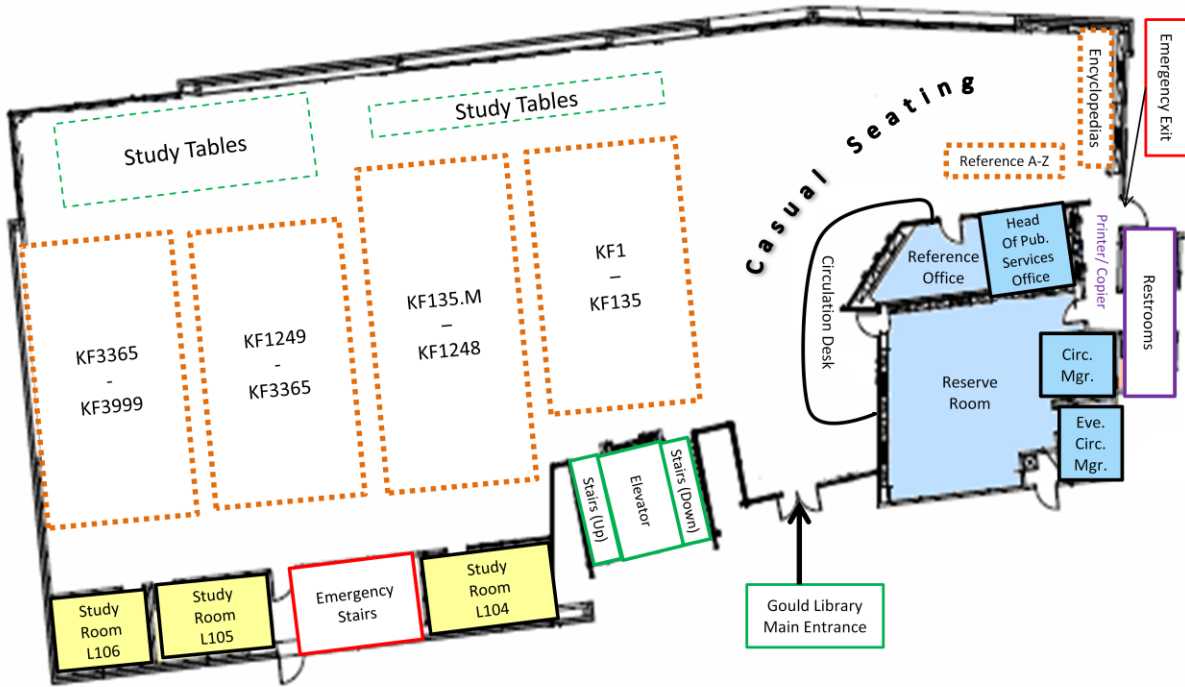 Study Tables
Study Tables
Casual Seating
Encyclopedias
Emergency Exit
Reference A-Z
KF3365
-
KF3999
KF1249
-
KF3365
KF135.M
–
KF1248
KF1
–
KF135
Circulation Desk
Reference
Office
Head
Of Pub.
Services
Office
Printer/ Copier
Restrooms
Reserve
Room
Circ.
Mgr.
Eve.
Circ.
Mgr.
Stairs (Up)
Elevator
Stairs (Down)
Study
Room
L106
Study
Room
L105
Emergency
Stairs
Study
Room
L104
Gould Library
Main Entrance